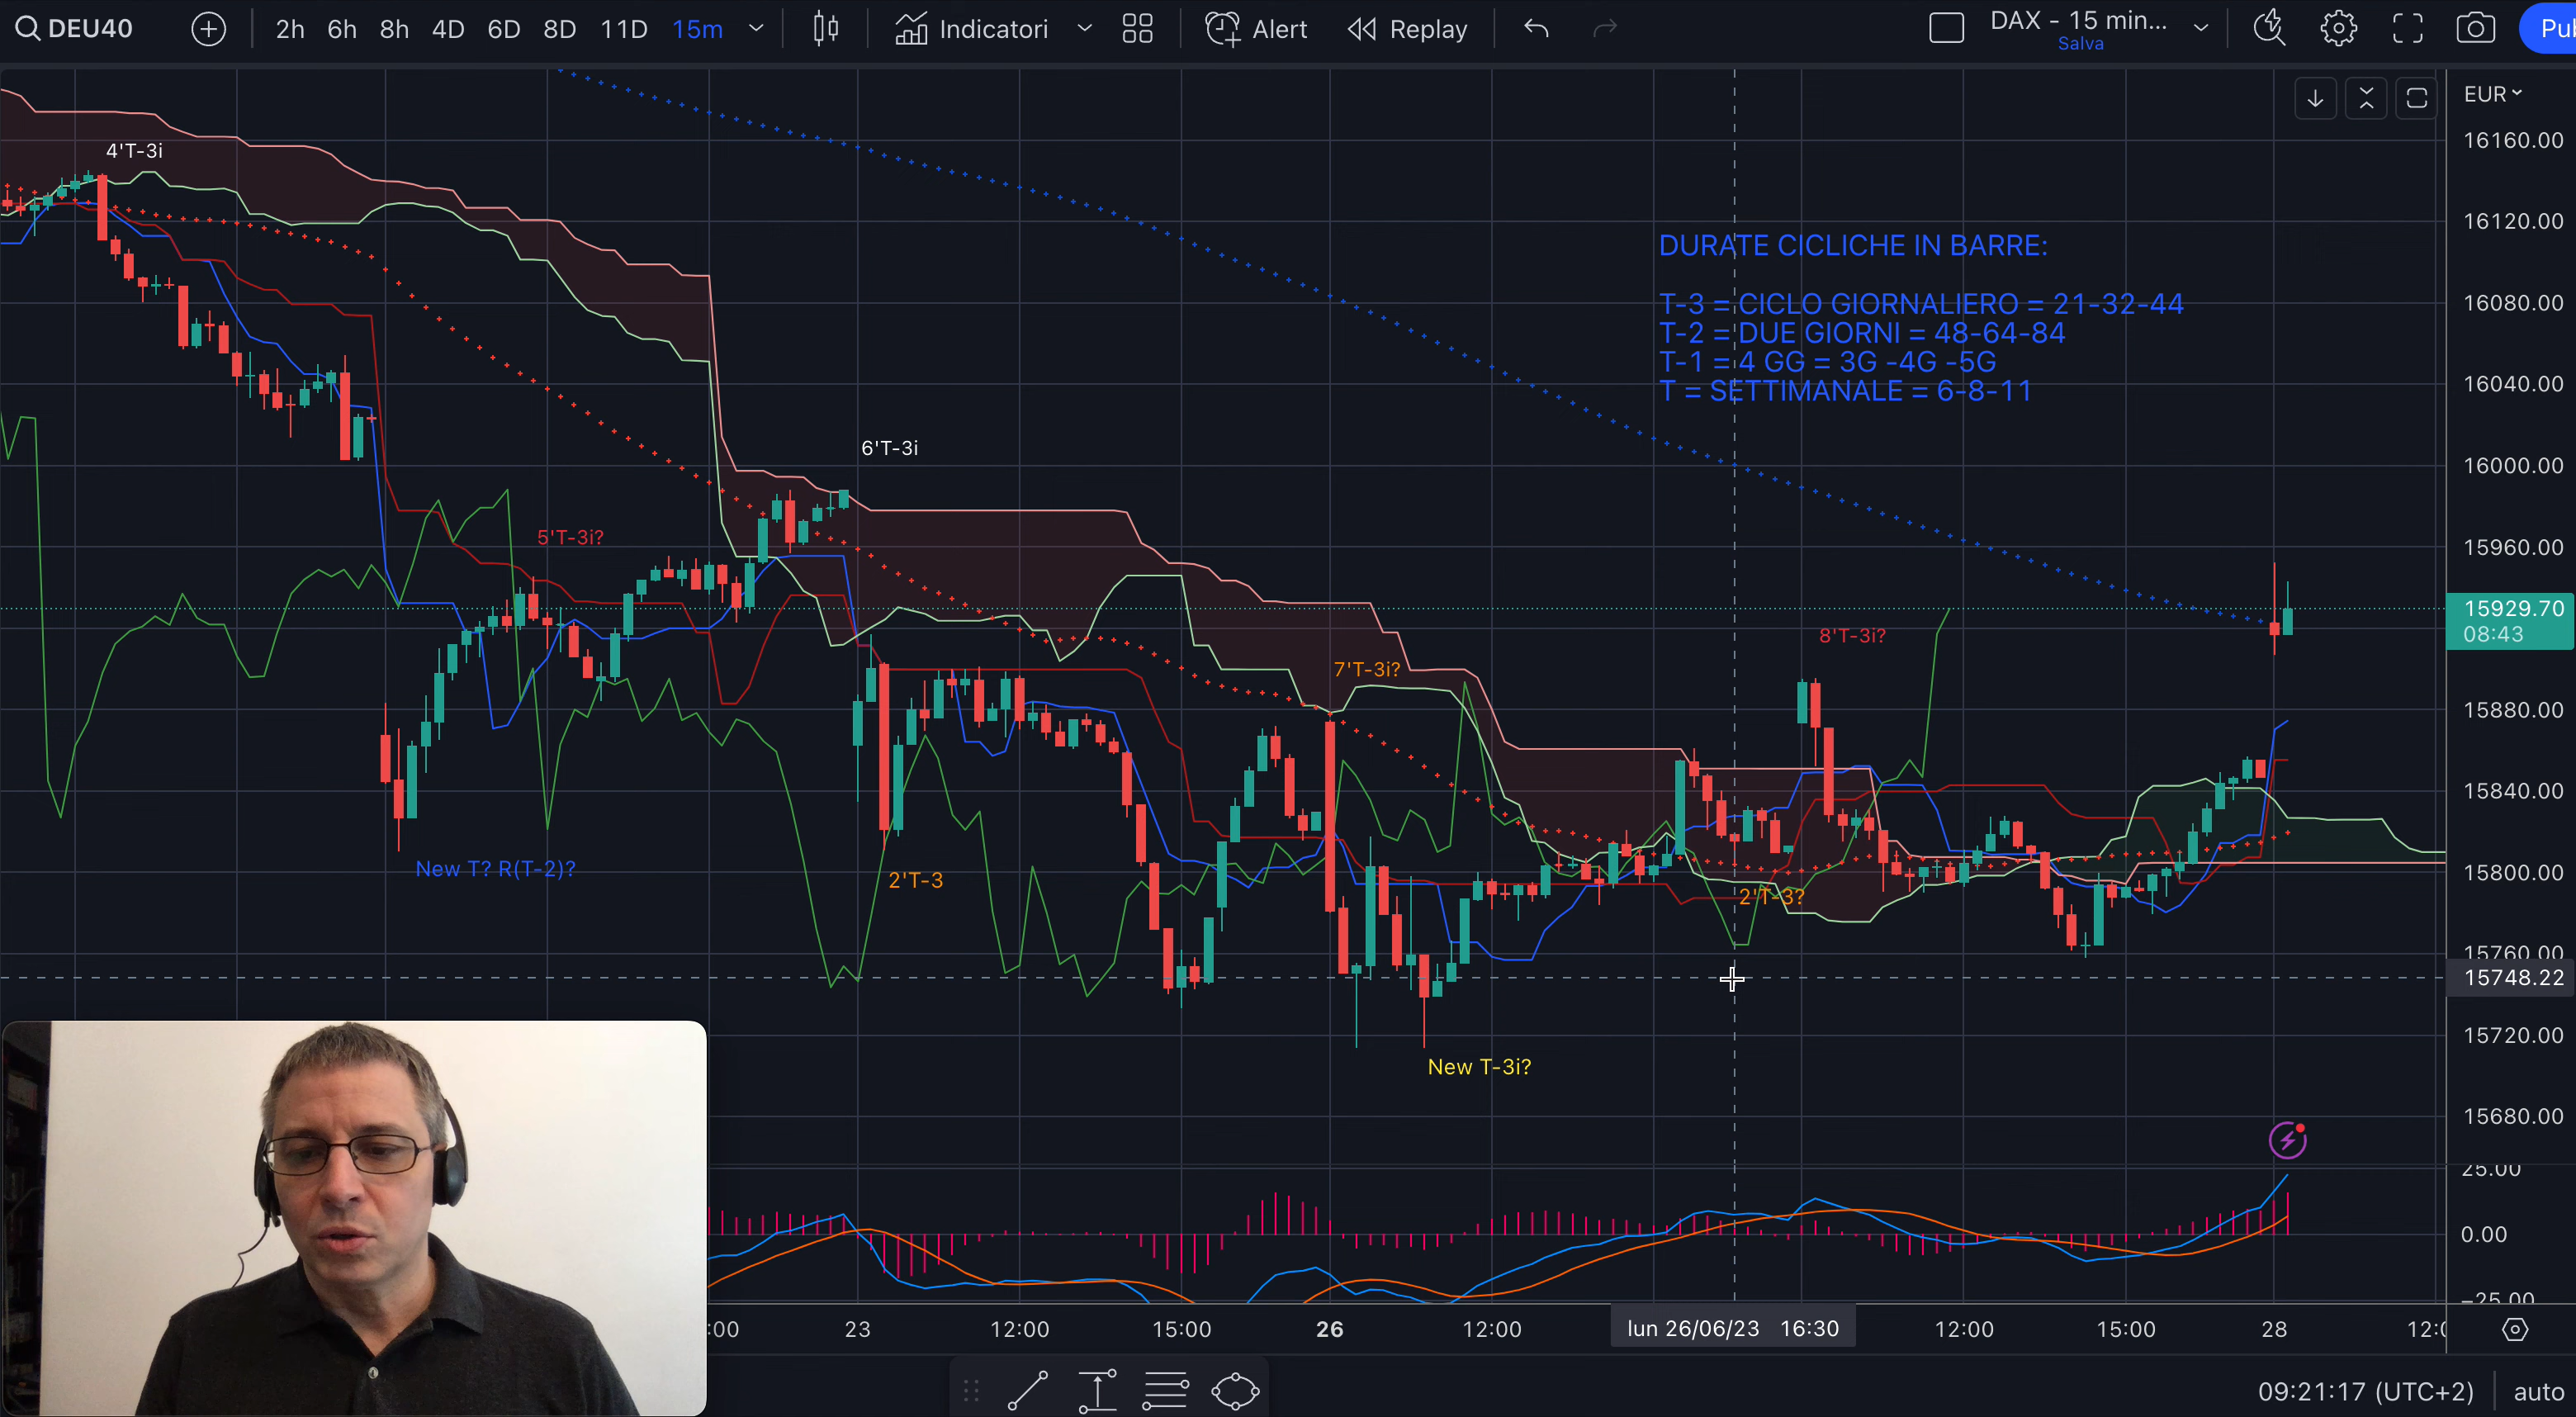 DEU40
2h 6h 8h 4D 6D 8D 11D 15m
Indicatori
Alert
Replay
DAX - 15 min...
Salva
EUR
16160.00
16120.00
16080.00
16040.00
16000.00
15960.00
15929.70
08:43
15880.00
15840.00
15800.00
15760.00
15748.22
15720.00
15680.00
25.00
0.00
-25.00
4'T-3i
DURATE CICLICHE IN BARRE:
T-3 = CICLO GIORNALIERO = 21-32-44
T-2 = DUE GIORNI = 48-64-84
T-1 = 4 GG = 3G -4G -5G
T = SETTIMANALE = 6-8-11
6'T-3i
5'T-3i?
8'T-3i?
7'T-3i?
New T? R(T-2)?
2'T-3
2'T-3?
New T-3i?
:00 23 12:00 15:00 26 12:00 lun 26/06/23 16:30 12:00 15:00 28
09:21:17 (UTC+2)
auto